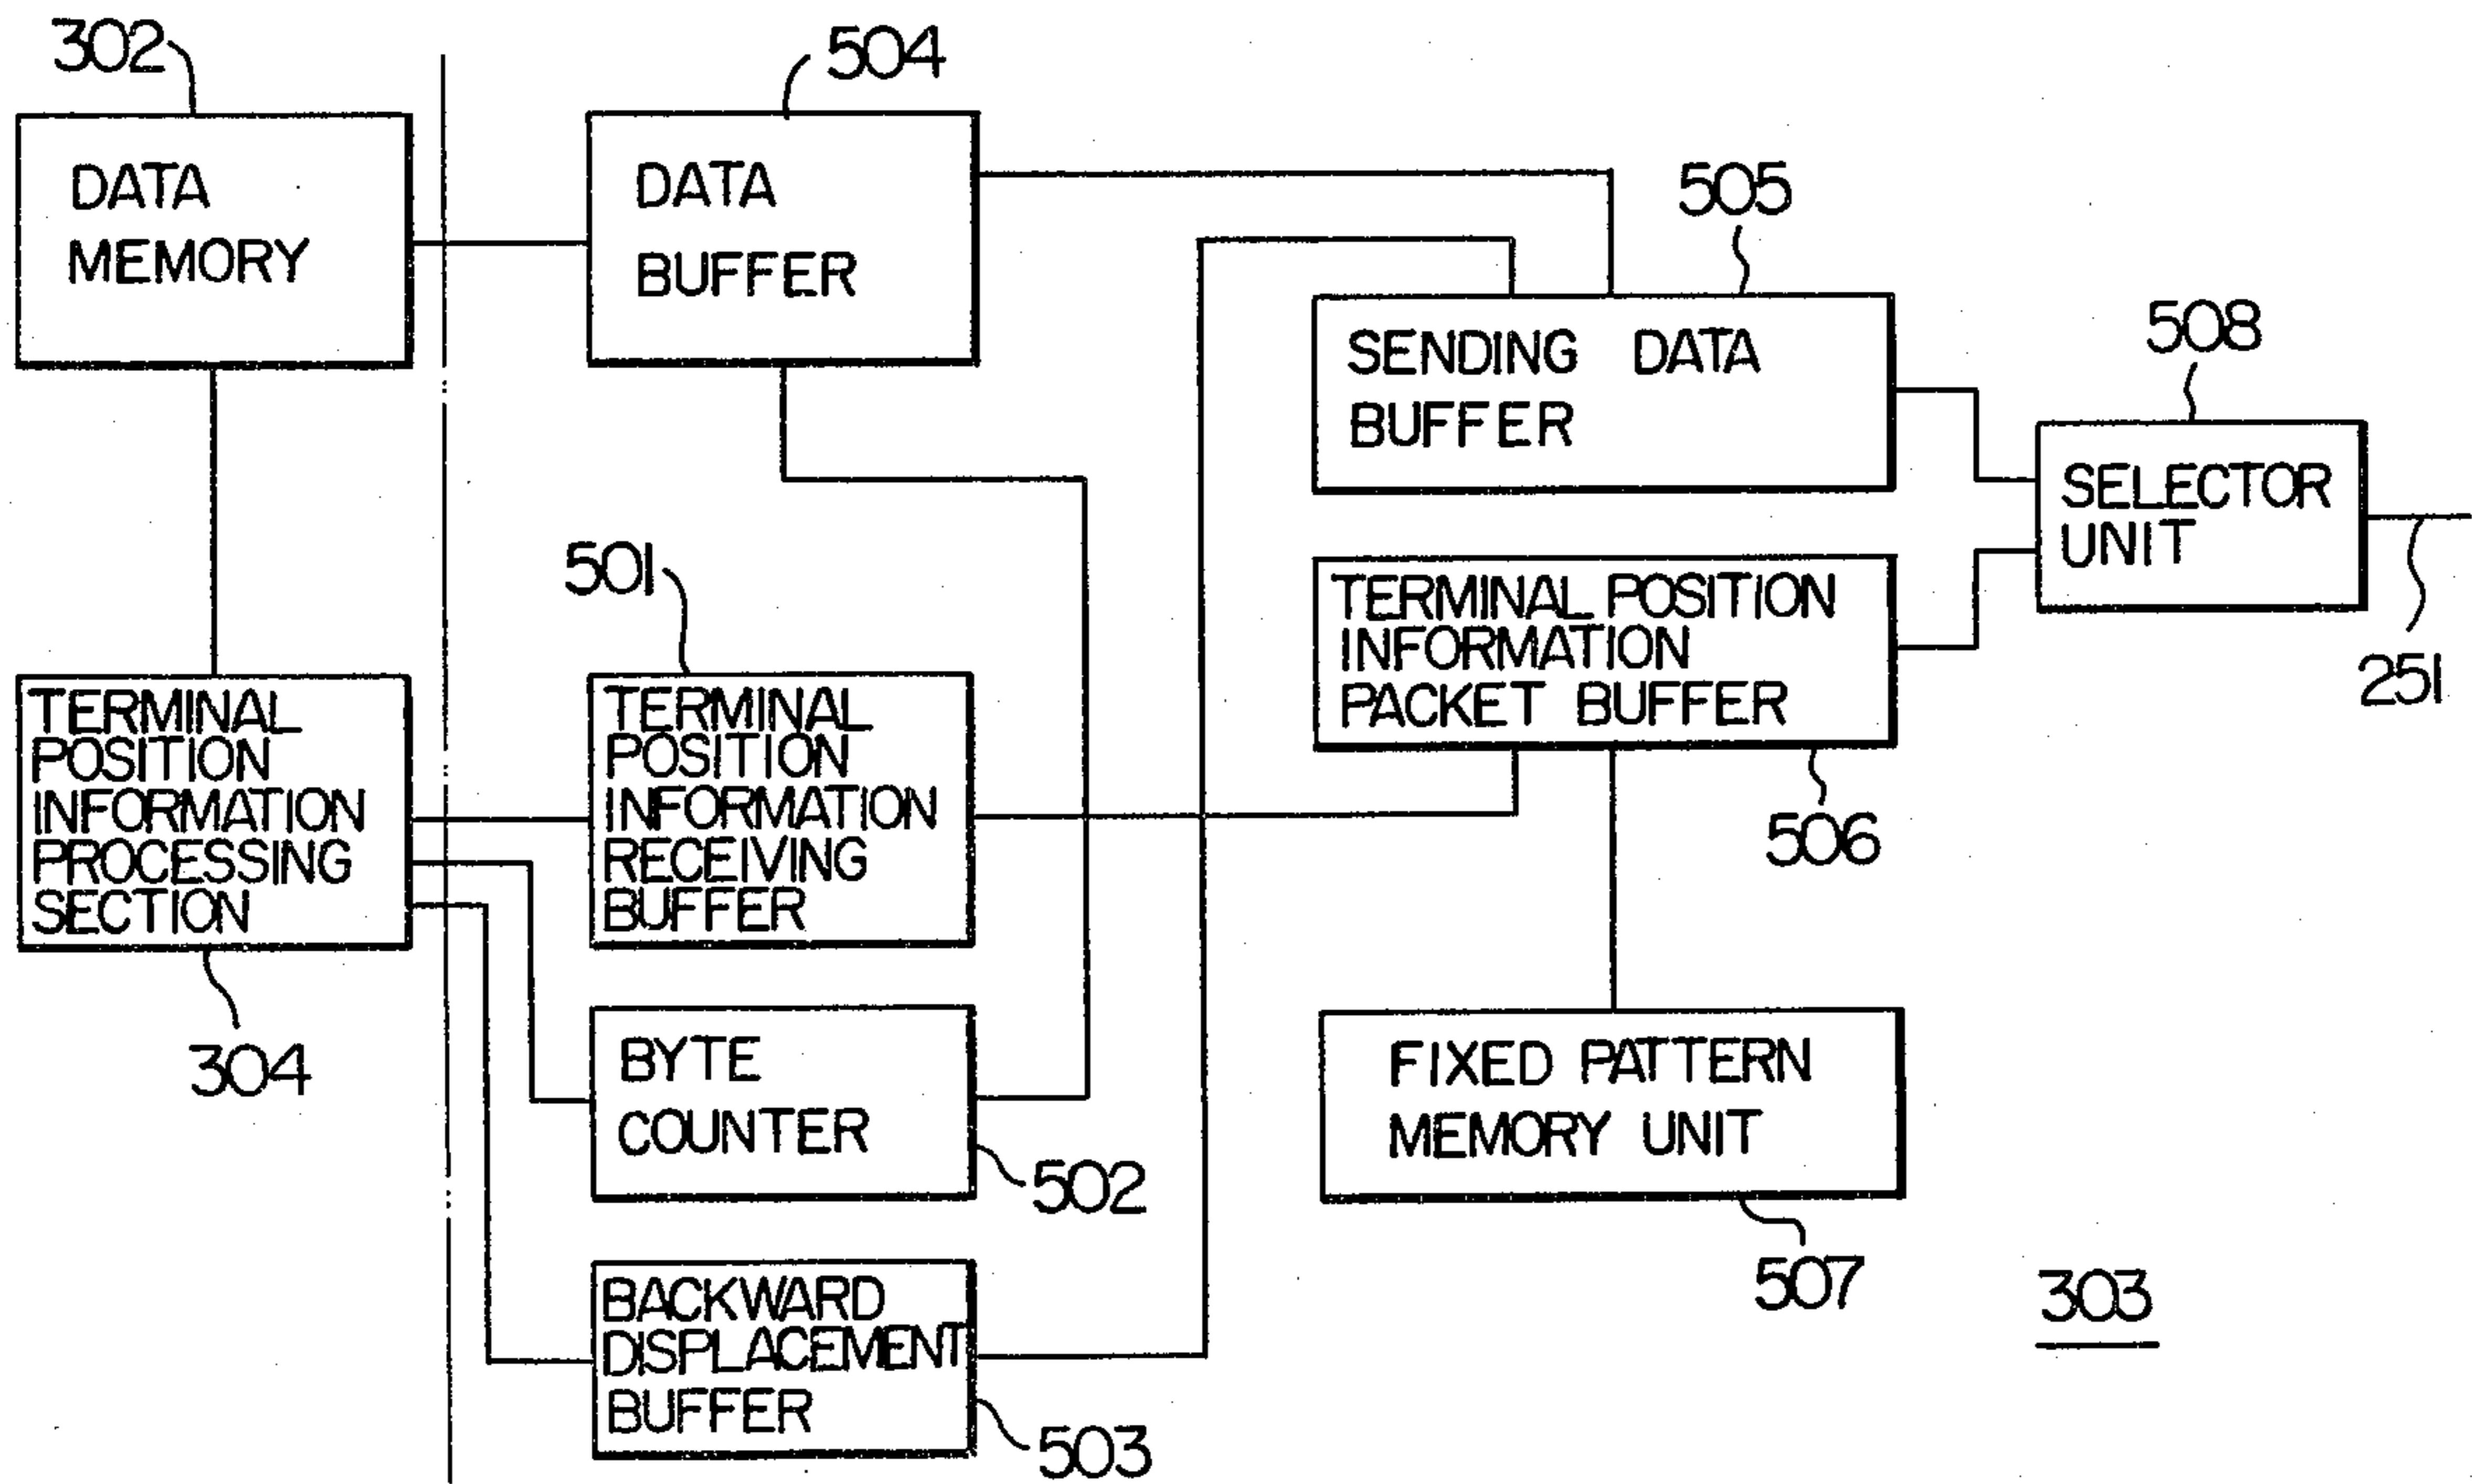 302
504
DATA
MEMORY
DATA
BUFFER
505
SENDING DATA
BUFFER
508
SELECTOR
UNIT
251
501
TERMINAL POSITION
INFORMATION
PACKET BUFFER
506
TERMINAL
POSITION
INFORMATION
PROCESSING
SECTION
304
TERMINAL
POSITION
INFORMATION
RECEIVING
BUFFER
BYTE
COUNTER
502
FIXED PATTERN
MEMORY UNIT
507
BACKWARD
DISPLACEMENT
BUFFER
503
303